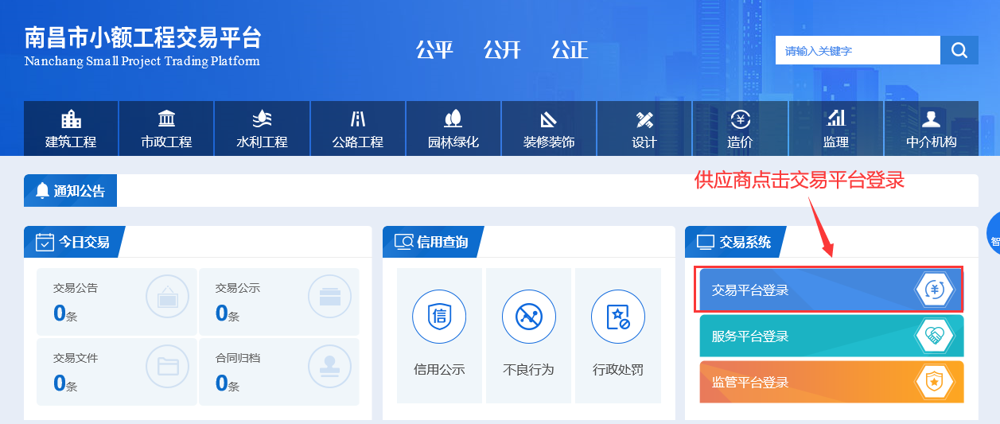 南昌市小额工程交易平台
Nanchang Small Project Trading Platform
公平 公开 公正
请输入关键字
建筑工程 市政工程 水利工程 公路工程 园林绿化 装修装饰 设计 造价 监理 中介机构
通知公告
供应商点击交易平台登录
智
今日交易
交易公告
0条
交易公示
0条
交易文件
0条
合同归档
0条
信用查询
信
信用公示 不良行为 行政处罚
交易系统
交易平台登录
服务平台登录
监管平台登录